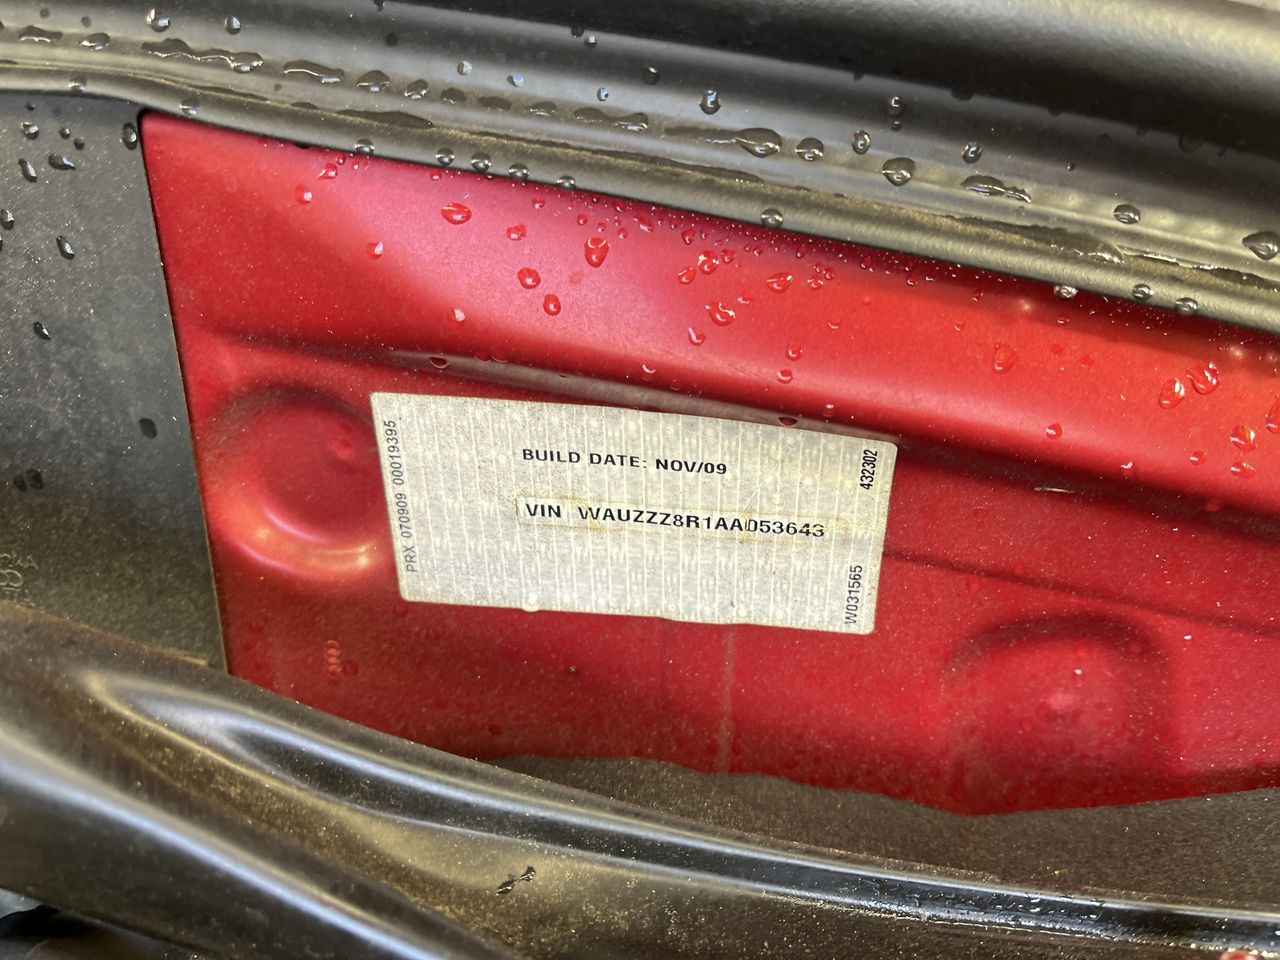 BUILD DATE: NOV/09
VIN WAUZZZ8R1AA053643
PRX 070909 00019395
432302
W031565